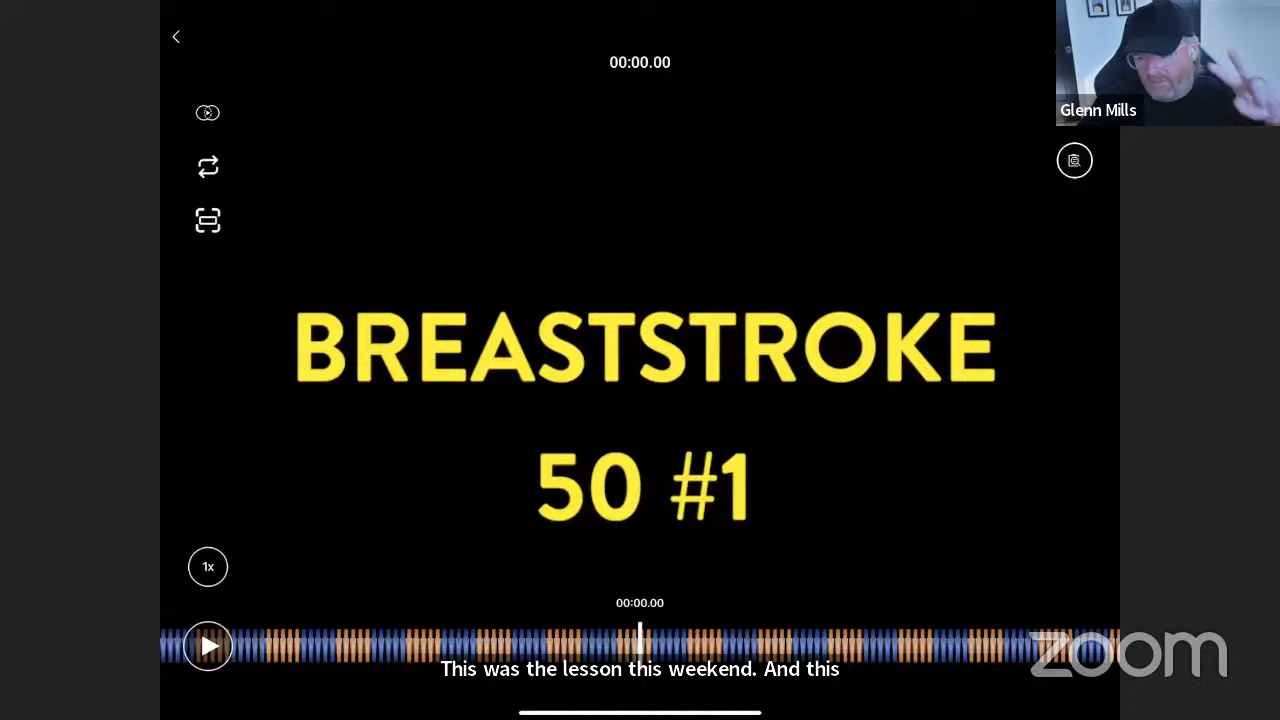 00:00.00
Glenn Mills
BREASTSTROKE
50 #1
1x
00:00.00
This was the lesson this weekend. And this
zoom